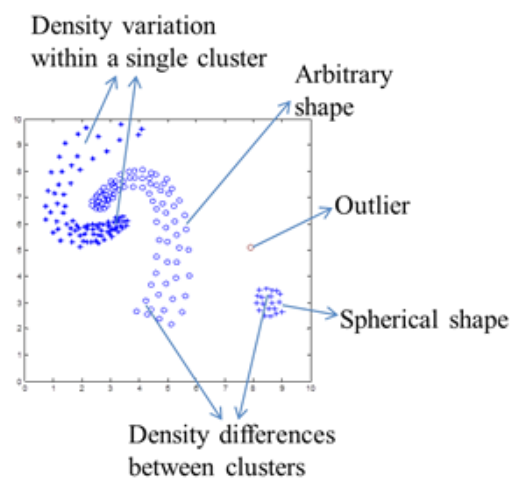 Density variation
within a single cluster
Arbitrary
shape
Outlier
Spherical shape
10
9
8
7
6
5
4
3
2
1
0
0 1 2 3 4 5 6 7 8 9 10
Density differences
between clusters